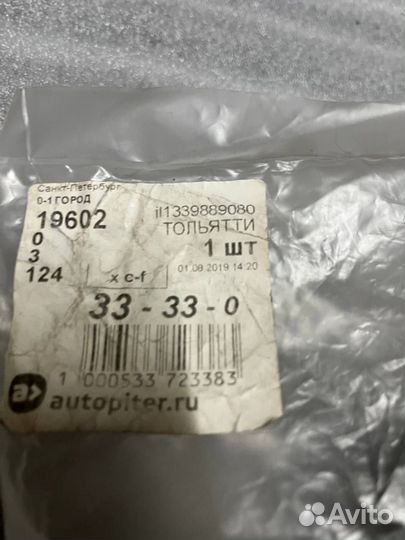 Санкт-Петербург
0-1 ГОРОД
19602 il1339889080
0 ТОЛЬЯТТИ
3 1 шт
124 x c-f 01.08.2019 14:20
33 - 33 - 0
1 000533 723383
a> autopiter.ru
Avito